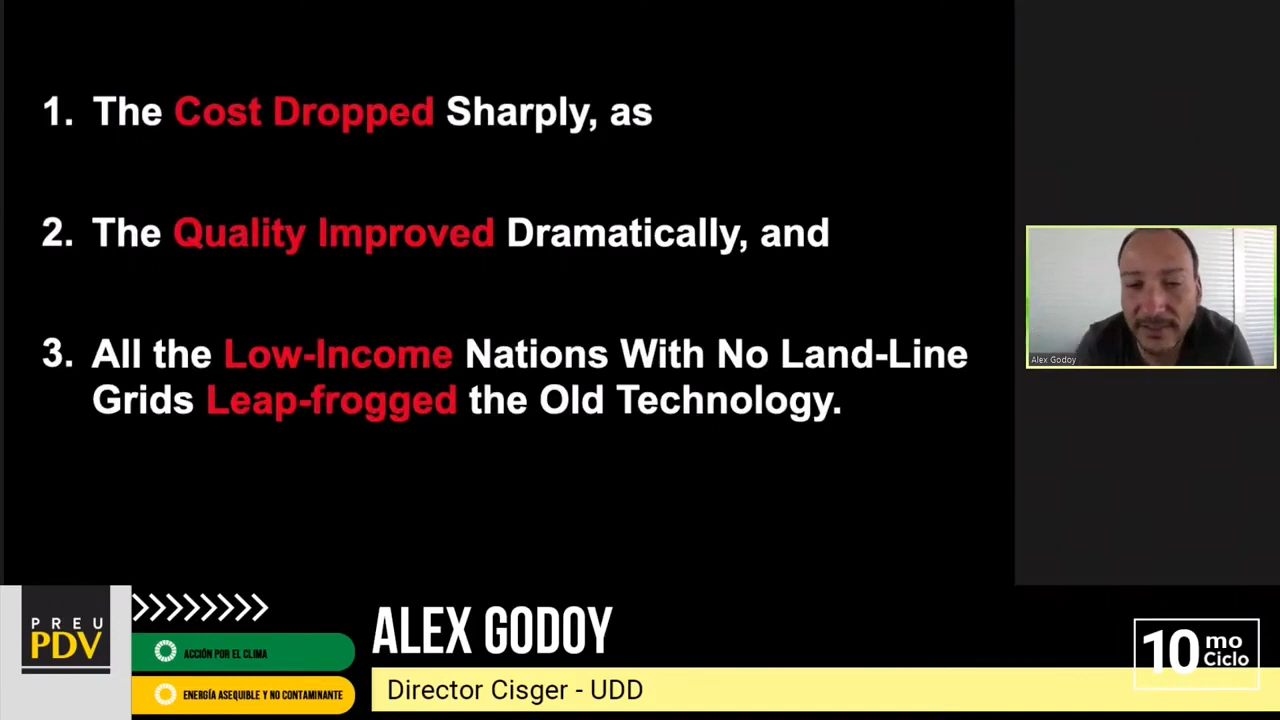 1. The Cost Dropped Sharply, as
2. The Quality Improved Dramatically, and
3. All the Low-Income Nations With No Land-Line
Grids Leap-frogged the Old Technology.
Alex Godoy
PREU
PDV
ACCIÓN POR EL CLIMA
ENERGÍA ASEQUIBLE Y NO CONTAMINANTE
ALEX GODOY
Director Cisger - UDD
10 mo
Ciclo